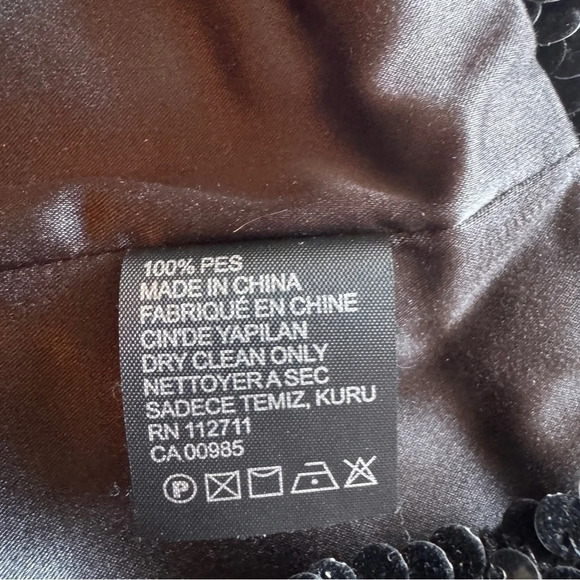 100% PES
MADE IN CHINA
FABRIQUÉ EN CHINE
CIN'DE YAPILAN
DRY CLEAN ONLY
NETTOYER A SEC
SADECE TEMIZ, KURU
RN 112711
CA 00985
P